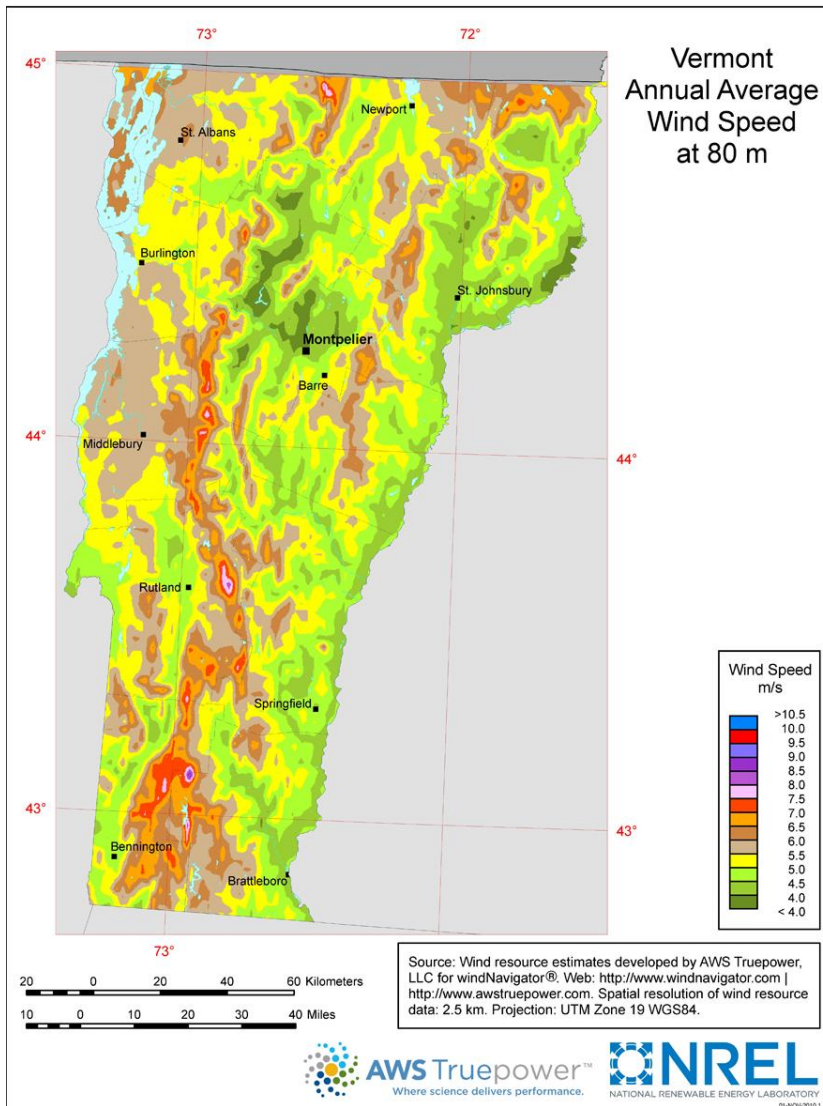 Vermont
Annual Average
Wind Speed
at 80 m
73°
72°
45°
Newport
St. Albans
Burlington
St. Johnsbury
Montpelier
Barre
Middlebury
44°
44°
Rutland
Springfield
43°
43°
Bennington
Brattleboro
73°
Wind Speed
m/s
>10.5
10.0
9.5
9.0
8.5
8.0
7.5
7.0
6.5
6.0
5.5
5.0
4.5
4.0
< 4.0
20 0 20 40 60 Kilometers
10 0 10 20 30 40 Miles
Source: Wind resource estimates developed by AWS Truepower,
LLC for windNavigator®. Web: http://www.windnavigator.com |
http://www.awstruepower.com. Spatial resolution of wind resource
data: 2.5 km. Projection: UTM Zone 19 WGS84.
AWS Truepower™
Where science delivers performance.
NREL
NATIONAL RENEWABLE ENERGY LABORATORY